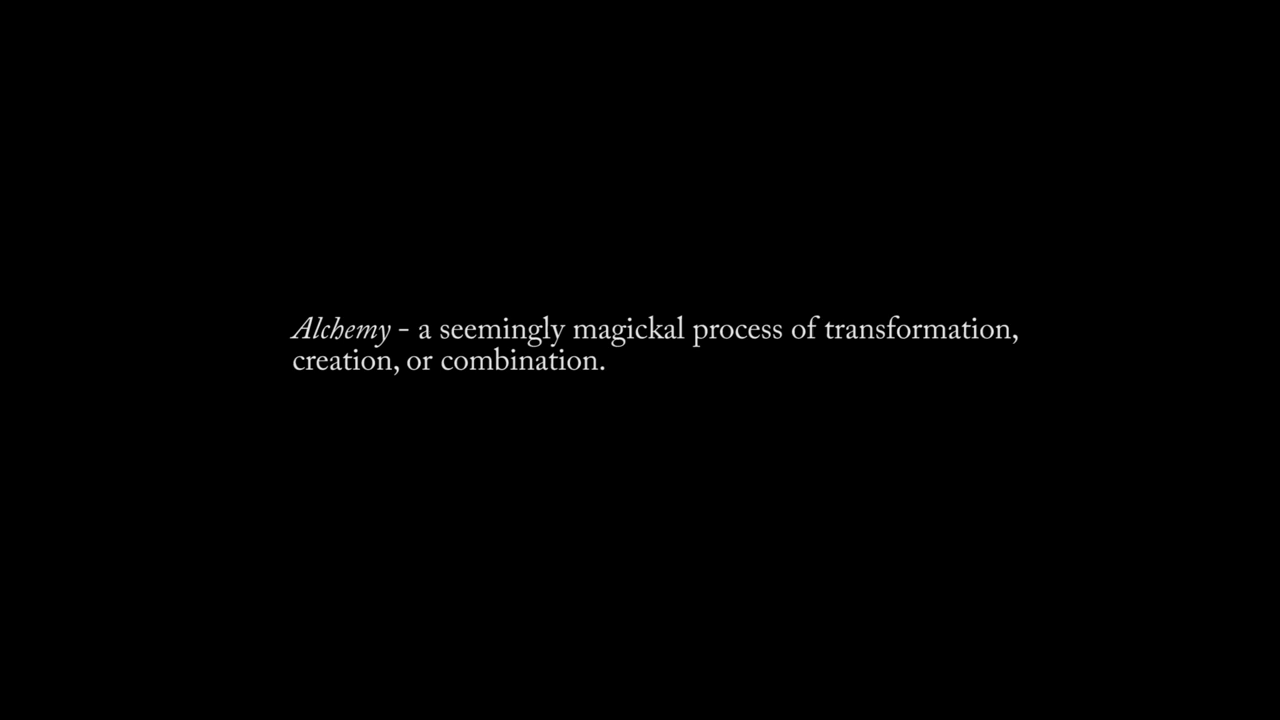 Alchemy - a seemingly magickal process of transformation,
creation, or combination.